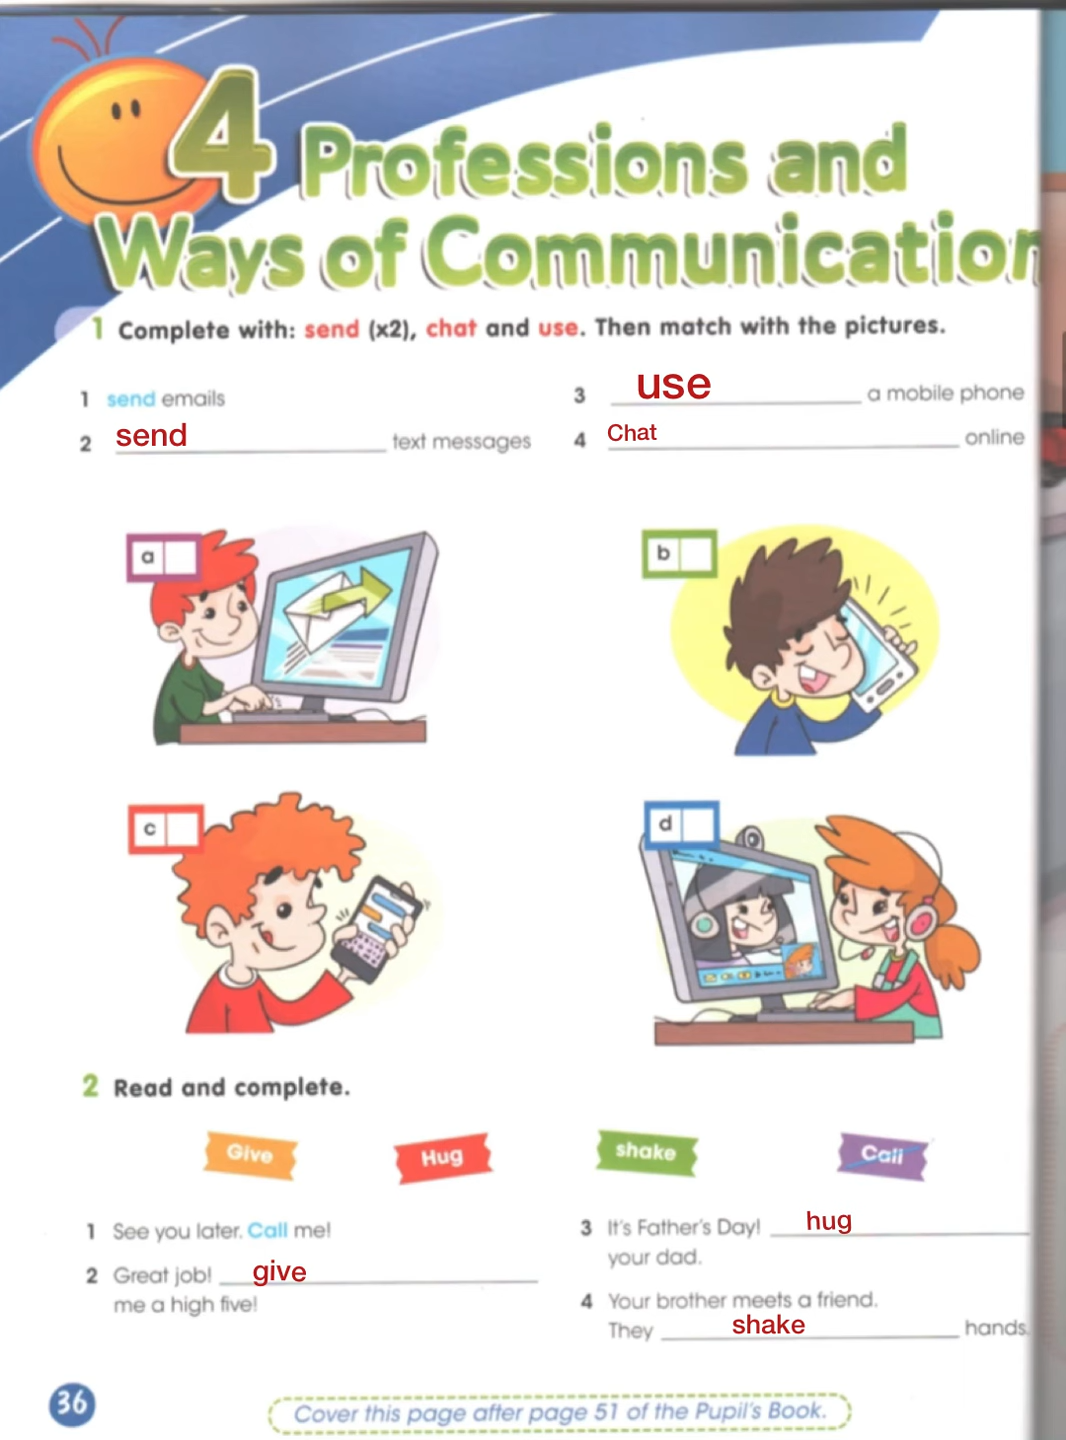 4 Professions and
Ways of Communication
1 Complete with: send (x2), chat and use. Then match with the pictures.
1 send emails
2 send text messages
3 use a mobile phone
4 Chat online
a
b
c
d
2 Read and complete.
Give Hug shake Call
1 See you later. Call me!
2 Great job! give
me a high five!
3 It's Father's Day! hug
your dad.
4 Your brother meets a friend.
They shake hands.
36
Cover this page after page 51 of the Pupil's Book.